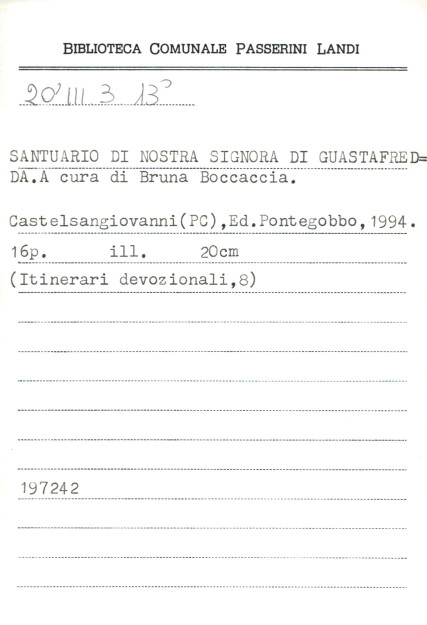 BIBLIOTECA COMUNALE PASSERINI LANDI
20' III 3 13°
SANTUARIO DI NOSTRA SIGNORA DI GUASTAFRED=
DA.A cura di Bruna Boccaccia.
Castelsangiovanni(PC),Ed.Pontegobbo,1994.
16p. ill. 20cm
(Itinerari devozionali,8)
197242